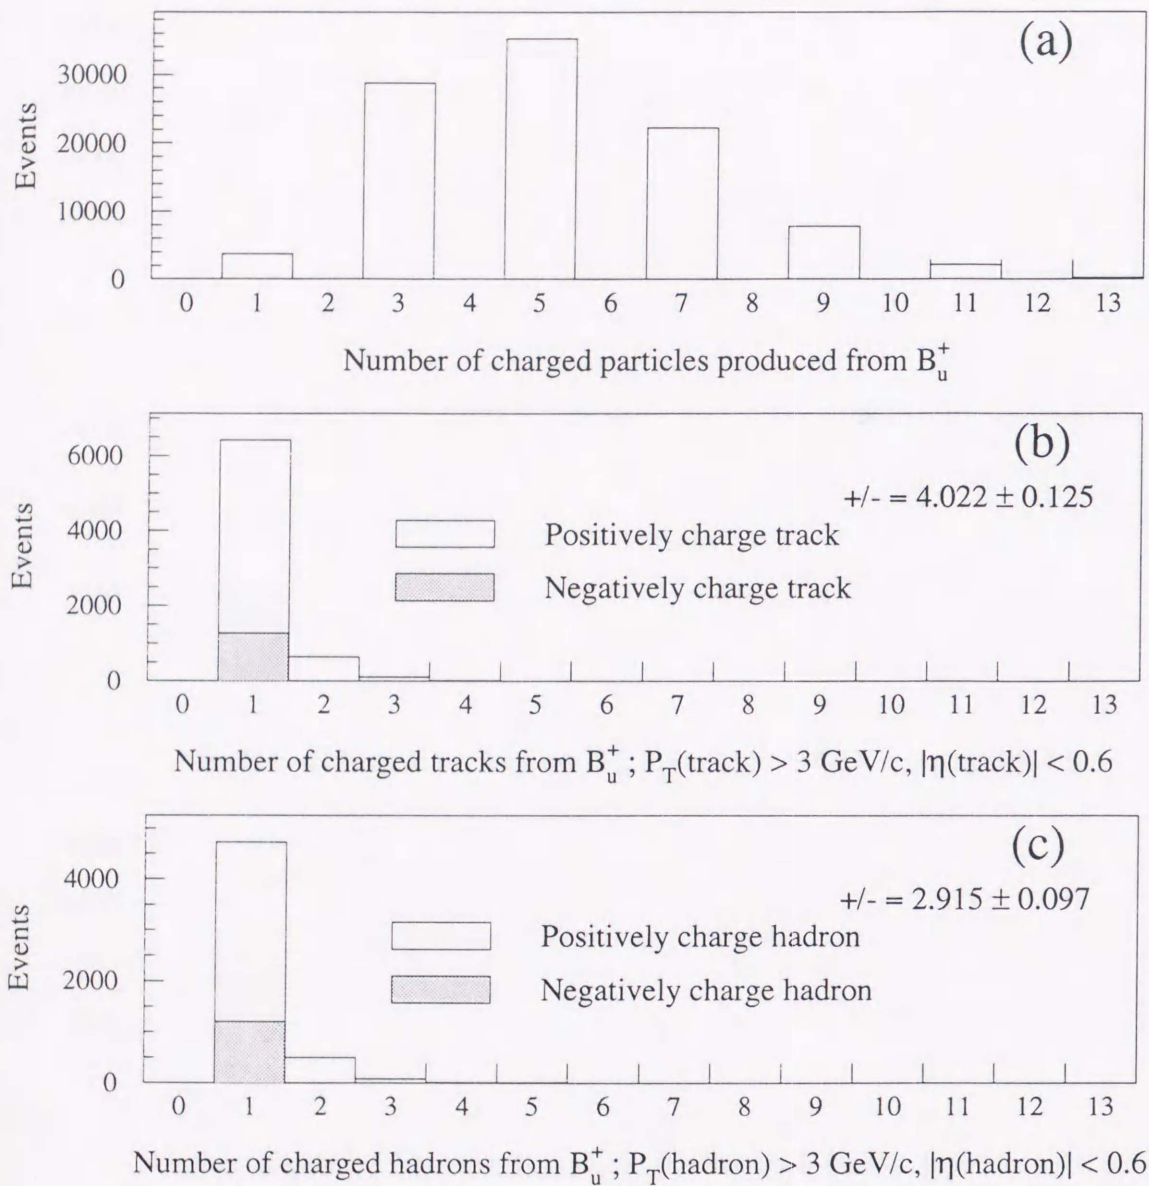 (a)
Events
30000
20000
10000
0
0 1 2 3 4 5 6 7 8 9 10 11 12 13
Number of charged particles produced from B_u^+
(b)
+/- = 4.022 ± 0.125
Events
6000
4000
2000
0
Positively charge track
Negatively charge track
0 1 2 3 4 5 6 7 8 9 10 11 12 13
Number of charged tracks from B_u^+ ; P_T(track) > 3 GeV/c, |η(track)| < 0.6
(c)
+/- = 2.915 ± 0.097
Events
4000
2000
0
Positively charge hadron
Negatively charge hadron
0 1 2 3 4 5 6 7 8 9 10 11 12 13
Number of charged hadrons from B_u^+ ; P_T(hadron) > 3 GeV/c, |η(hadron)| < 0.6